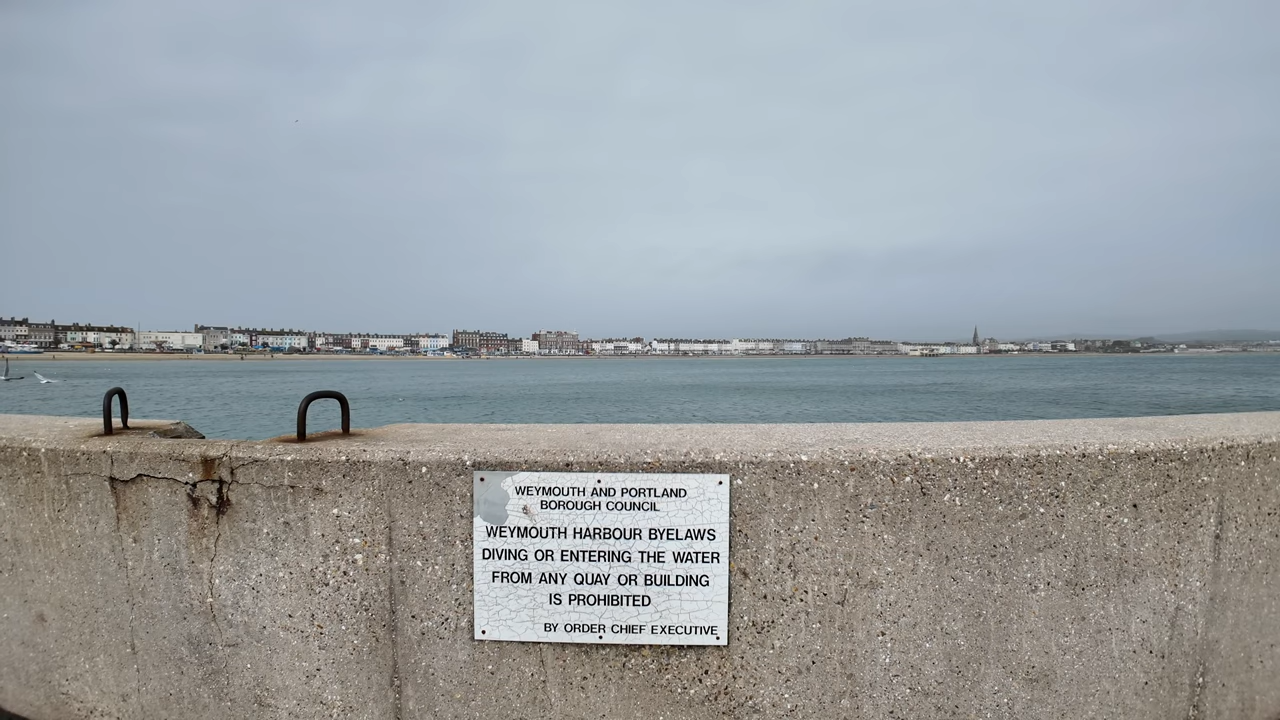 WEYMOUTH AND PORTLAND
BOROUGH COUNCIL
WEYMOUTH HARBOUR BYELAWS
DIVING OR ENTERING THE WATER
FROM ANY QUAY OR BUILDING
IS PROHIBITED
BY ORDER CHIEF EXECUTIVE